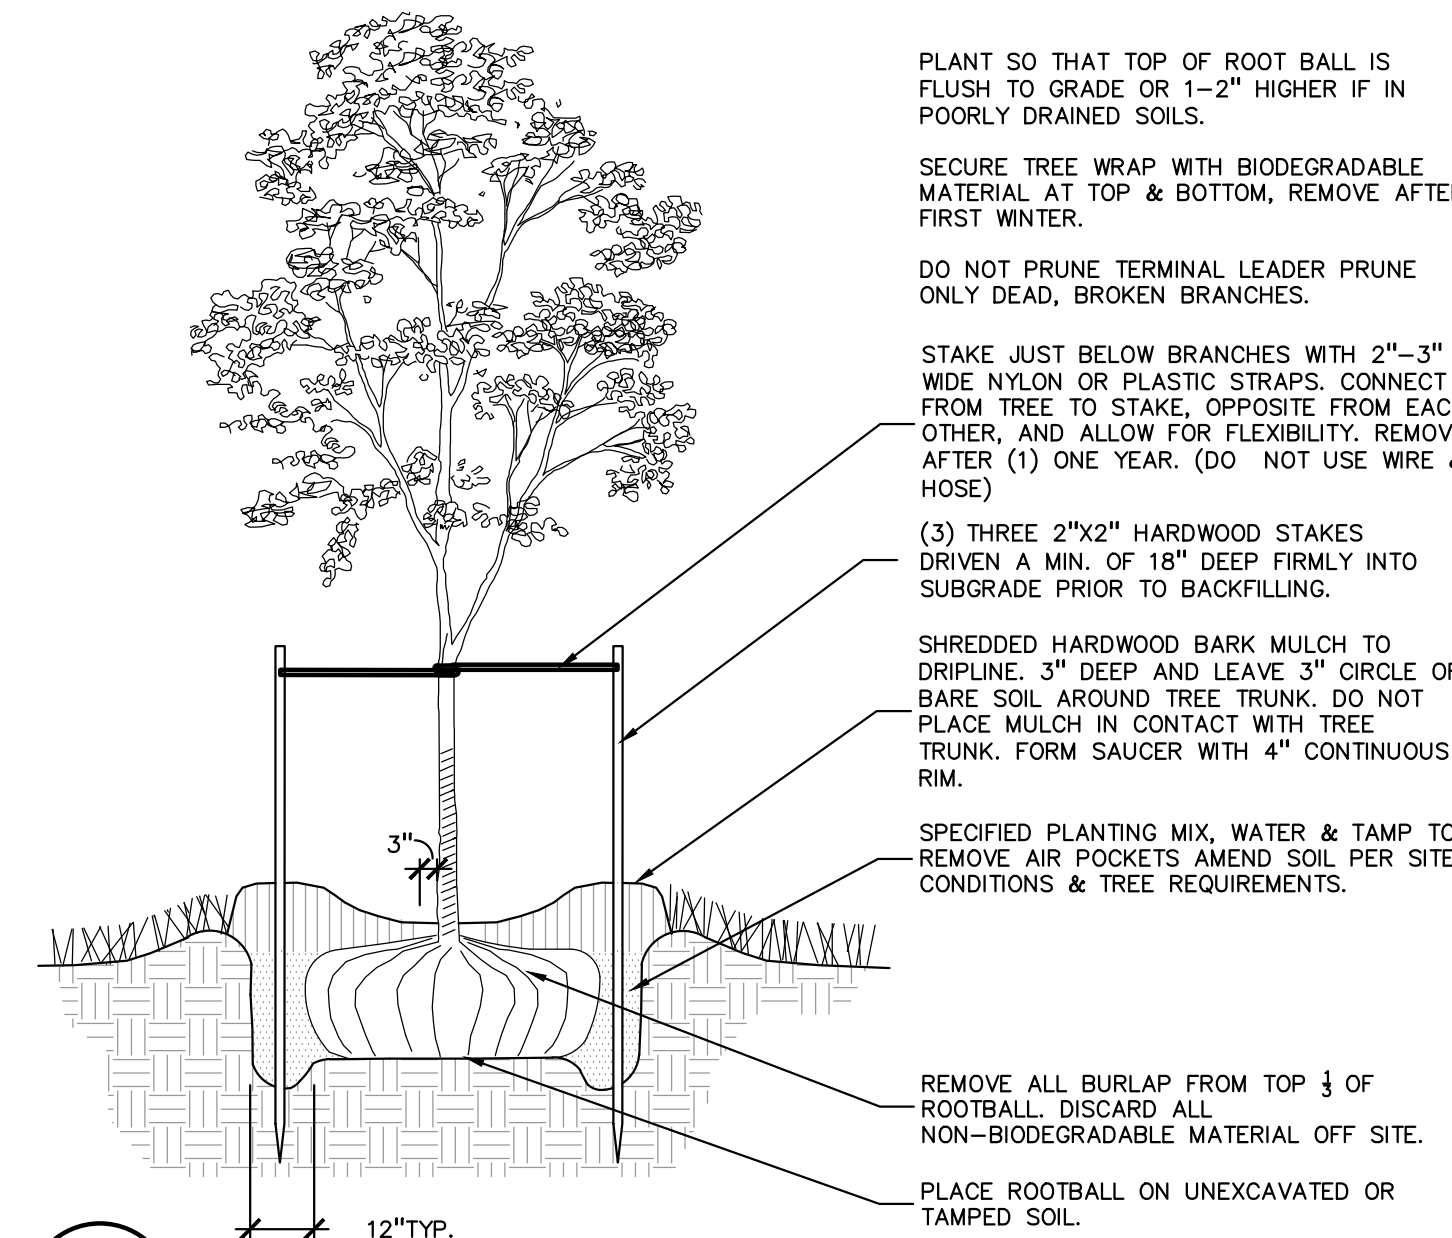 PLANT SO THAT TOP OF ROOT BALL IS
FLUSH TO GRADE OR 1-2" HIGHER IF IN
POORLY DRAINED SOILS.
SECURE TREE WRAP WITH BIODEGRADABLE
MATERIAL AT TOP & BOTTOM, REMOVE AFTE
FIRST WINTER.
DO NOT PRUNE TERMINAL LEADER PRUNE
ONLY DEAD, BROKEN BRANCHES.
STAKE JUST BELOW BRANCHES WITH 2"-3"
WIDE NYLON OR PLASTIC STRAPS. CONNECT
FROM TREE TO STAKE, OPPOSITE FROM EAC
OTHER, AND ALLOW FOR FLEXIBILITY. REMOV
AFTER (1) ONE YEAR. (DO NOT USE WIRE &
HOSE)
(3) THREE 2"X2" HARDWOOD STAKES
DRIVEN A MIN. OF 18" DEEP FIRMLY INTO
SUBGRADE PRIOR TO BACKFILLING.
SHREDDED HARDWOOD BARK MULCH TO
DRIPLINE. 3" DEEP AND LEAVE 3" CIRCLE OF
BARE SOIL AROUND TREE TRUNK. DO NOT
PLACE MULCH IN CONTACT WITH TREE
TRUNK. FORM SAUCER WITH 4" CONTINUOUS
RIM.
3"
SPECIFIED PLANTING MIX, WATER & TAMP TO
REMOVE AIR POCKETS AMEND SOIL PER SITE
CONDITIONS & TREE REQUIREMENTS.
REMOVE ALL BURLAP FROM TOP 1/3 OF
ROOTBALL. DISCARD ALL
NON-BIODEGRADABLE MATERIAL OFF SITE.
PLACE ROOTBALL ON UNEXCAVATED OR
TAMPED SOIL.
12"TYP.